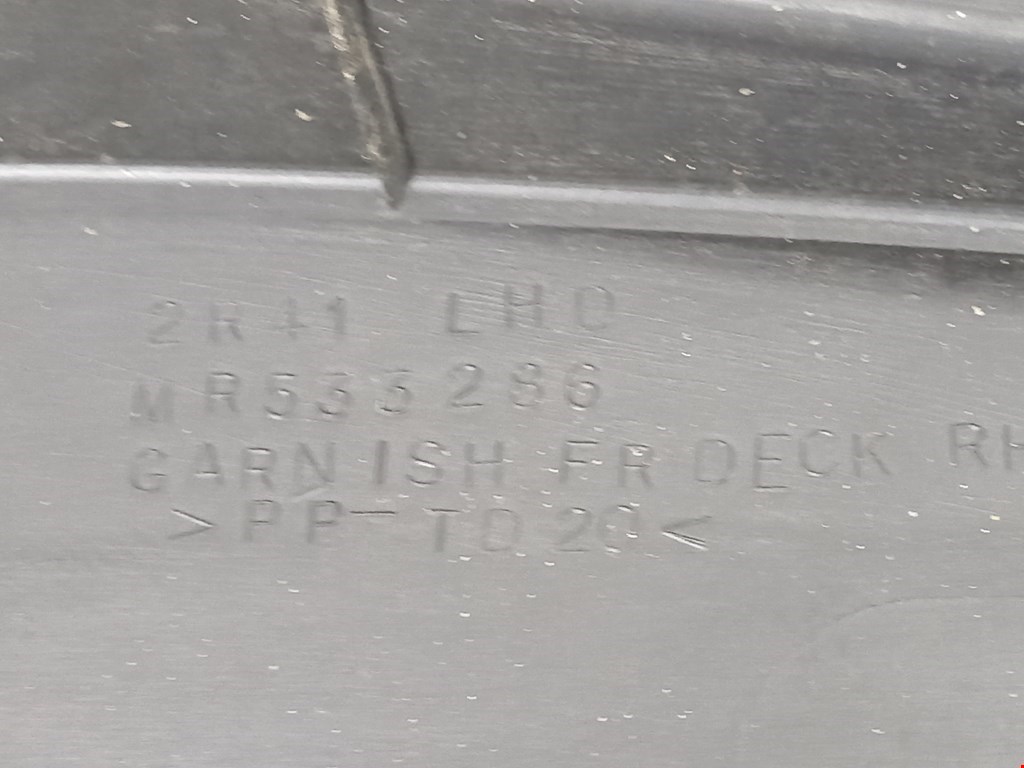 2R41 LHD
MR533286
GARNISH FR DECK RH
>PP-TD20<